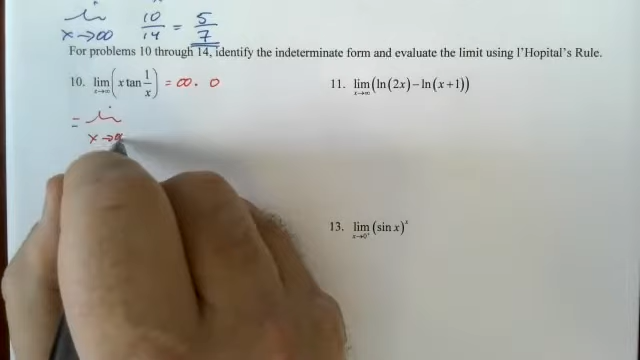 lim 10/14 = 5/7
x→∞
For problems 10 through 14, identify the indeterminate form and evaluate the limit using l'Hopital's Rule.
10. lim x→∞ (x tan 1/x) = ∞ · 0
= lim
x→∞
11. lim x→∞ (ln(2x) − ln(x+1))
13. lim x→0⁺ (sin x)^x